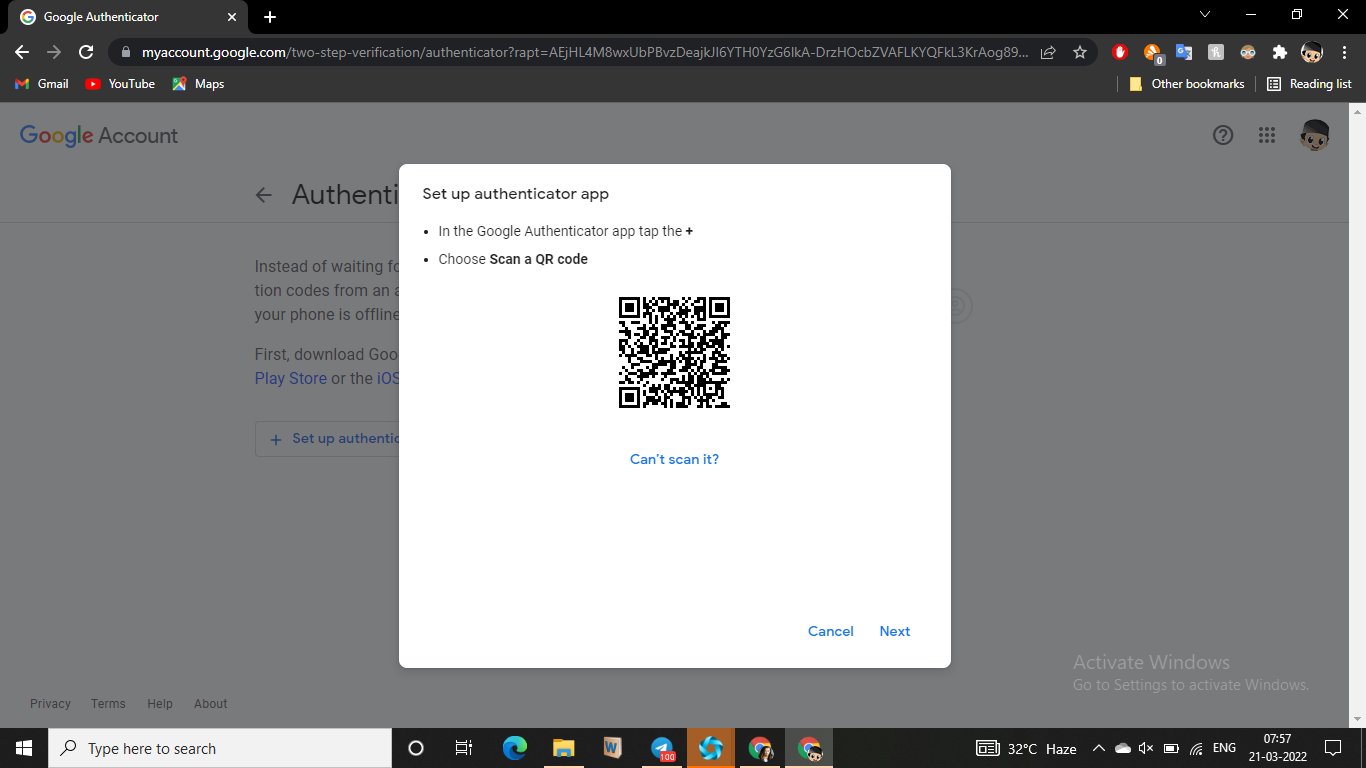 Google Authenticator
myaccount.google.com/two-step-verification/authenticator?rapt=AEjHL4M8wxUbPBvzDeajkJI6YTH0YzG6IkA-DrzHOcbZVAFLKYQFkL3KrAog89...
0
Gmail
YouTube
Maps
Other bookmarks
Reading list
Google Account
Authenti
Set up authenticator app
• In the Google Authenticator app tap the +
• Choose Scan a QR code
Instead of waiting fo
tion codes from an a
your phone is offline
First, download Goo
Play Store or the iOS
+ Set up authentic
Can't scan it?
Cancel
Next
Activate Windows
Go to Settings to activate Windows.
Privacy
Terms
Help
About
Type here to search
W
100
32°C Haze
ENG
07:57
21-03-2022